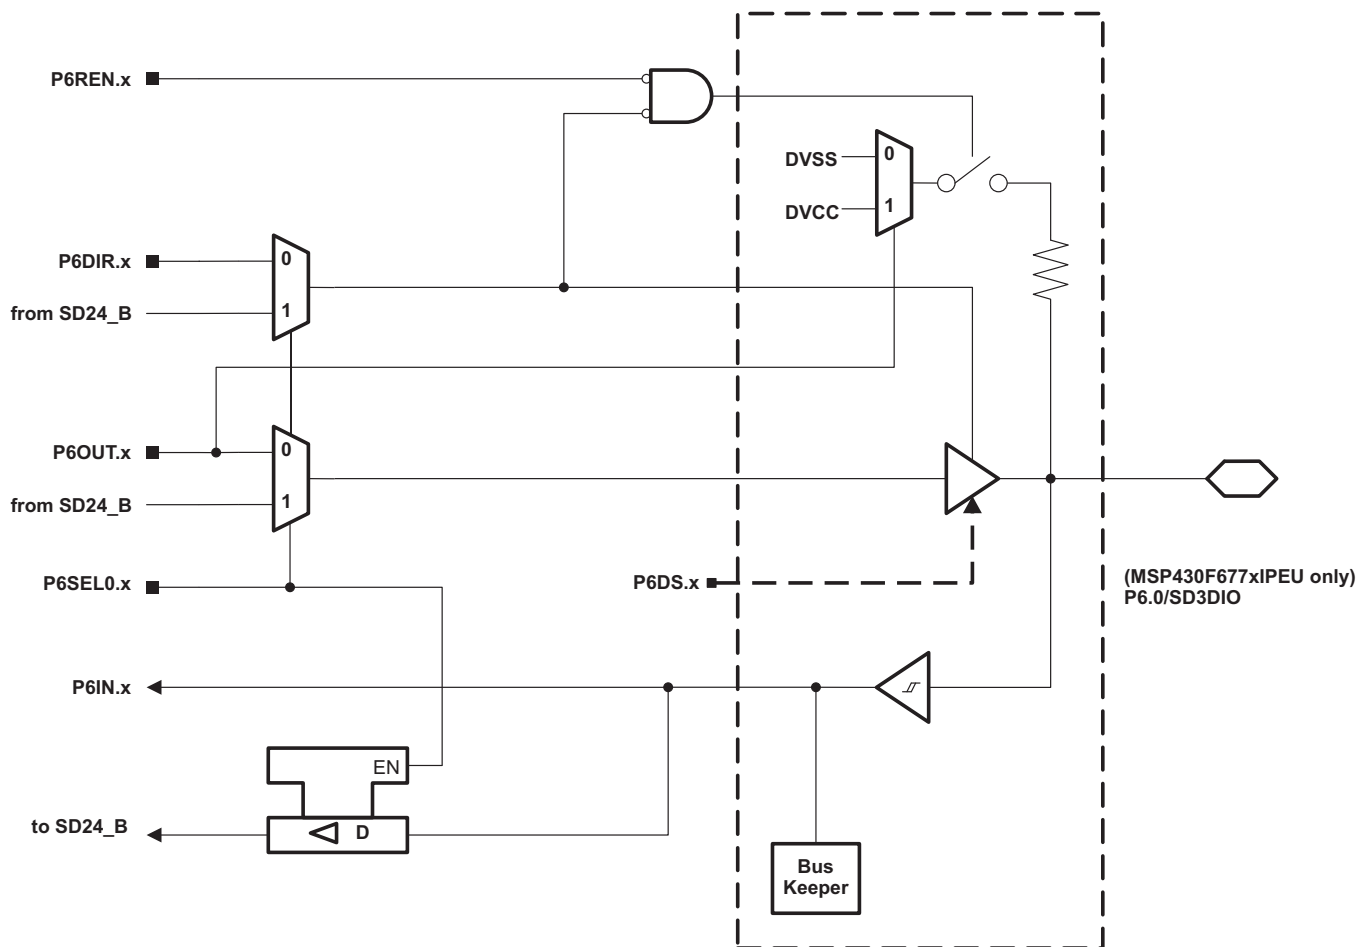 P6REN.x
DVSS
0
DVCC
1
P6DIR.x
0
from SD24_B
1
P6OUT.x
0
from SD24_B
1
P6SEL0.x
P6DS.x
(MSP430F677xIPEU only)
P6.0/SD3DIO
P6IN.x
EN
to SD24_B
D
Bus
Keeper